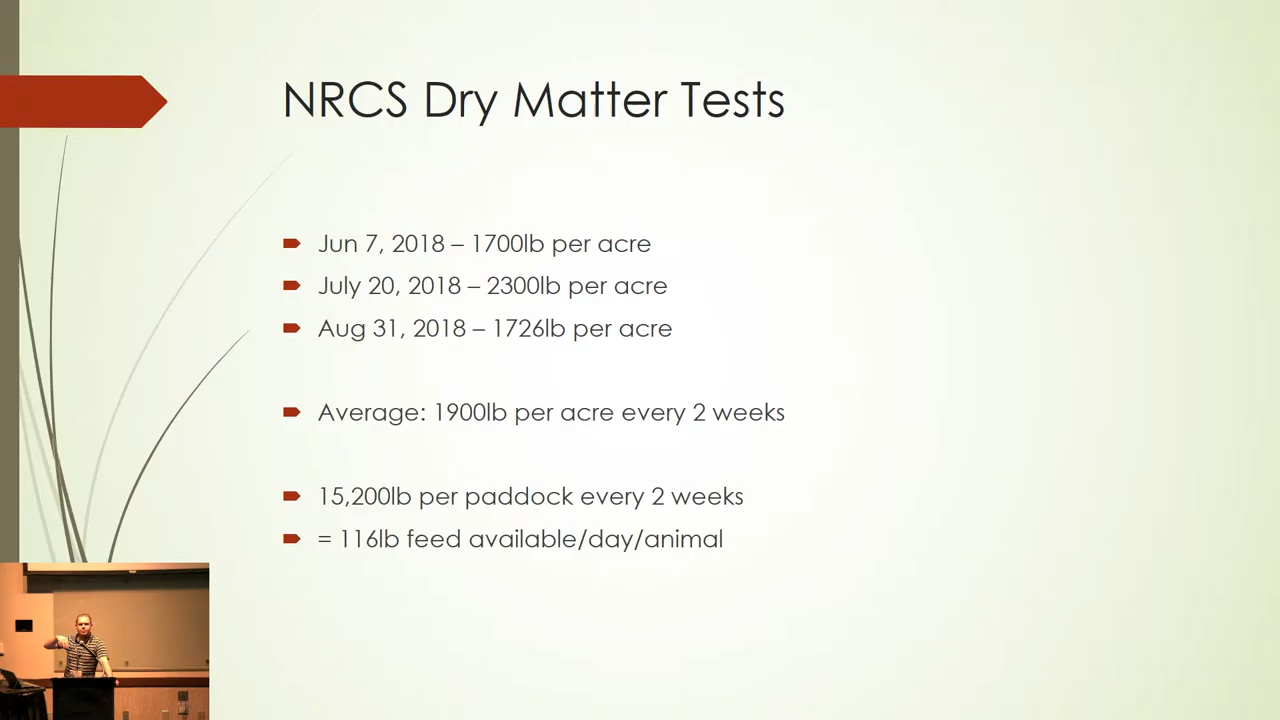 NRCS Dry Matter Tests
Jun 7, 2018 – 1700lb per acre
July 20, 2018 – 2300lb per acre
Aug 31, 2018 – 1726lb per acre
Average: 1900lb per acre every 2 weeks
15,200lb per paddock every 2 weeks
= 116lb feed available/day/animal